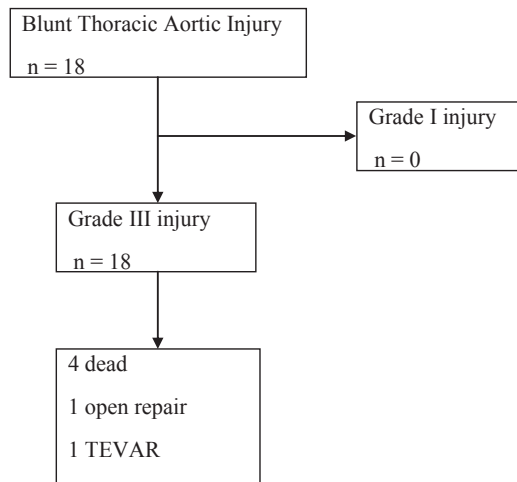 Blunt Thoracic Aortic Injury
n = 18
Grade I injury
n = 0
Grade III injury
n = 18
4 dead
1 open repair
1 TEVAR